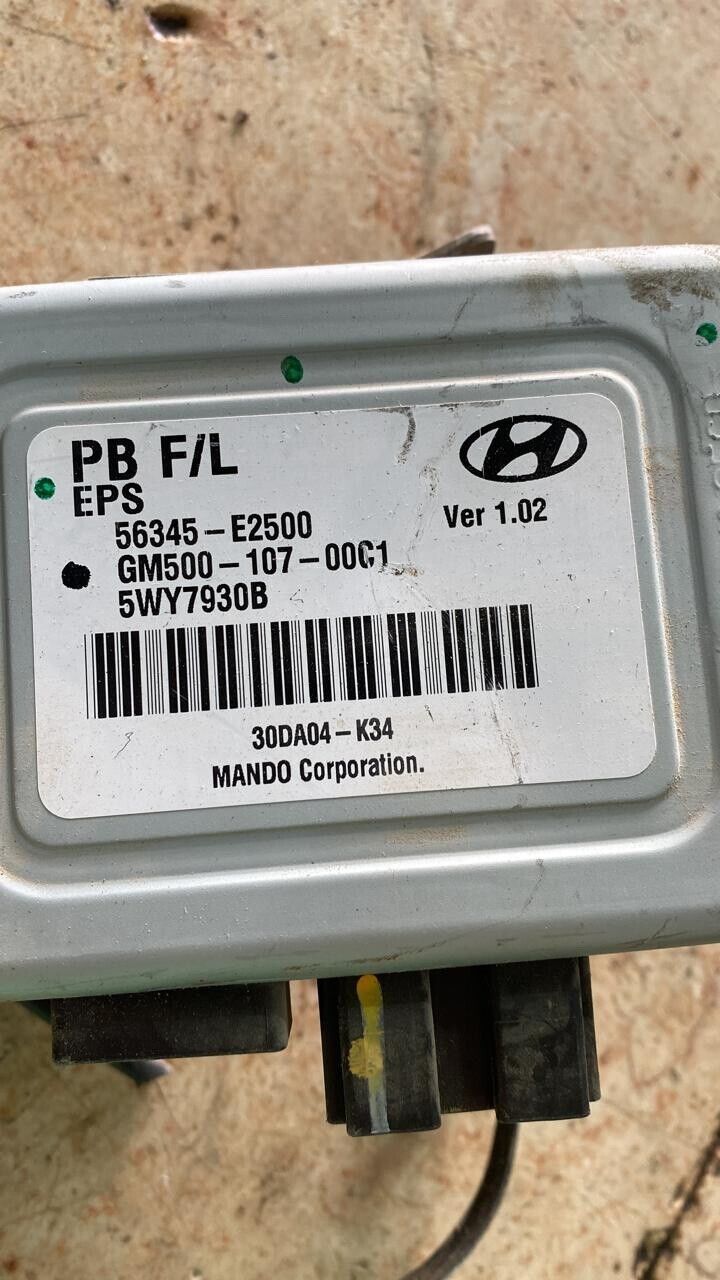 PB F/L
EPS
56345-E2500
Ver 1.02
GM500-107-00C1
5WY7930B
30DA04-K34
MANDO Corporation.